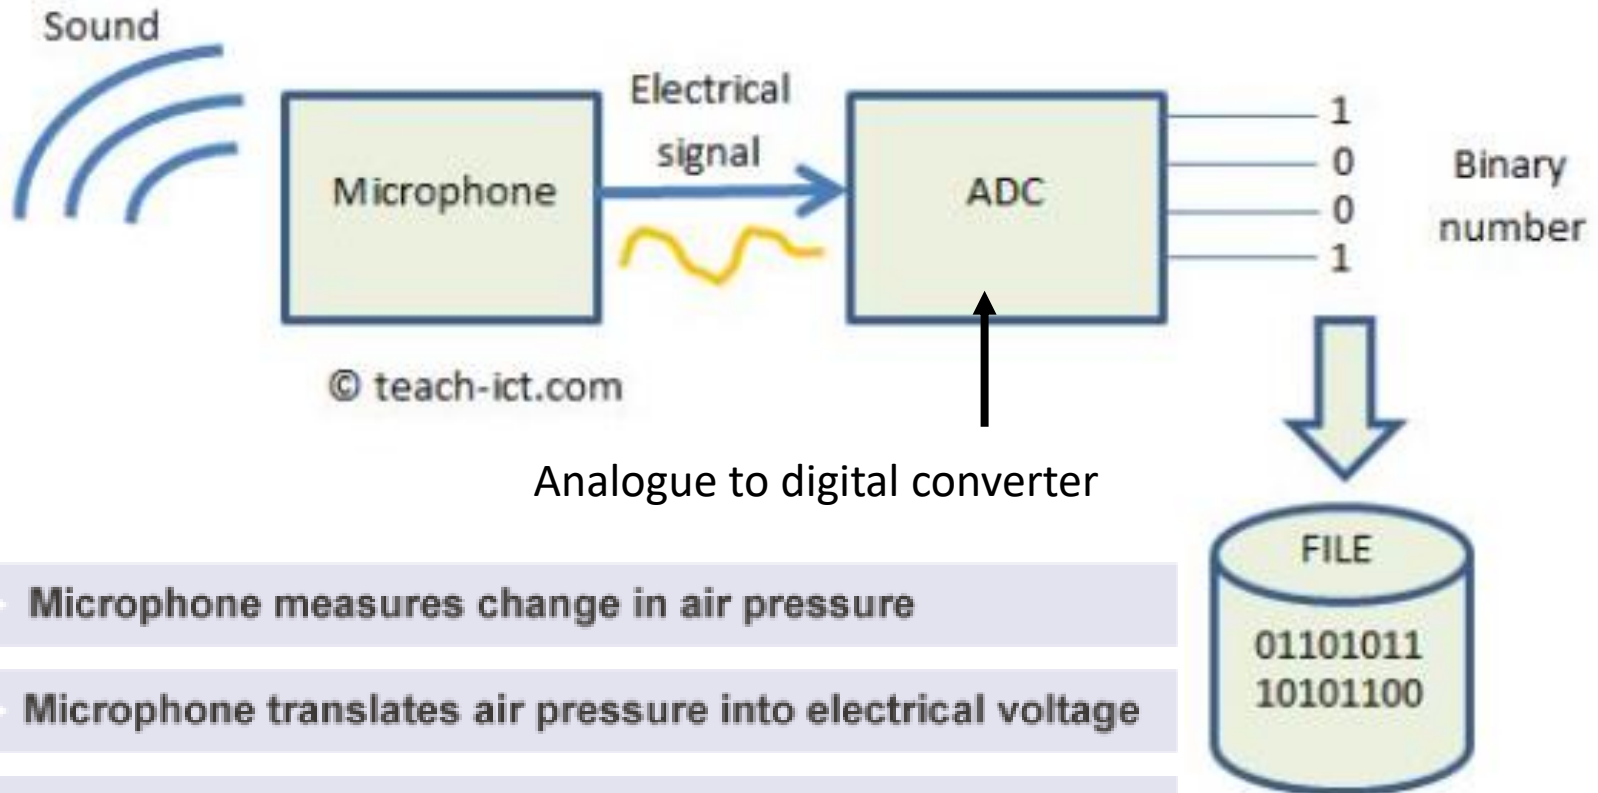 Sound
Microphone
Electrical
signal
ADC
1
0
0
1
Binary
number
© teach-ict.com
Analogue to digital converter
FILE
01101011
10101100
Microphone measures change in air pressure
Microphone translates air pressure into electrical voltage